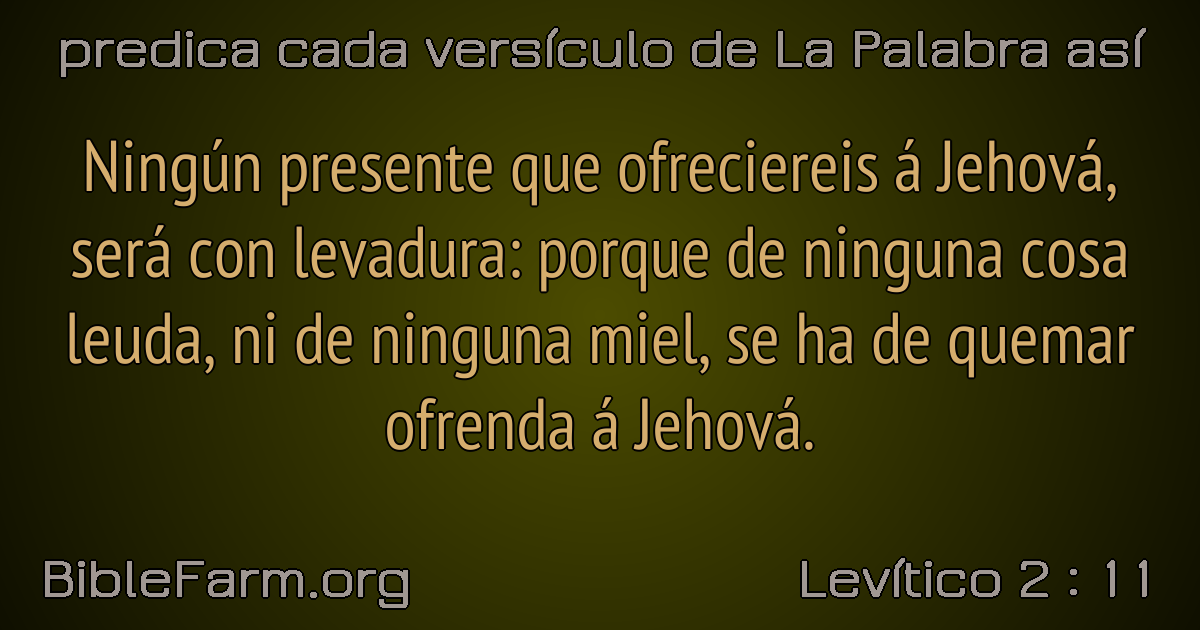 predica cada versículo de La Palabra así
Ningún presente que ofreciereis á Jehová,
será con levadura: porque de ninguna cosa
leuda, ni de ninguna miel, se ha de quemar
ofrenda á Jehová.
BibleFarm.org
Levítico 2 : 11